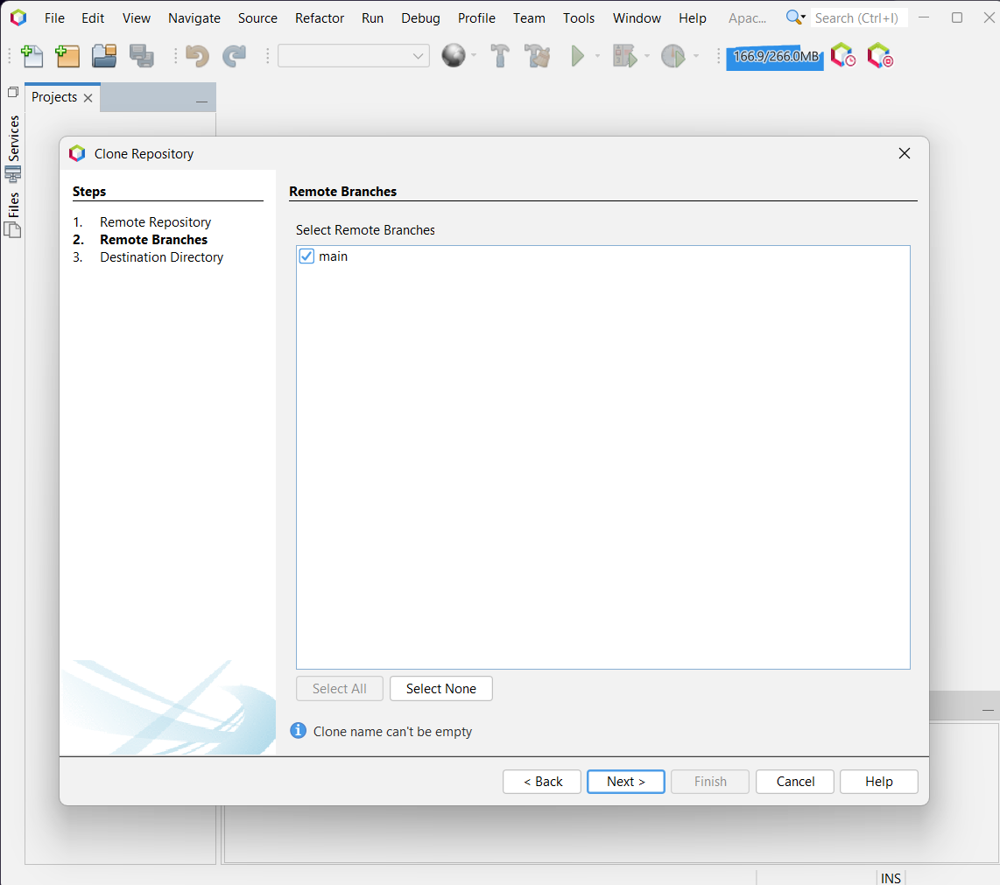 File Edit View Navigate Source Refactor Run Debug Profile Team Tools Window Help Apac... Search (Ctrl+I)
166.9/266.0MB
Projects
Services
Files
Clone Repository
Steps
1. Remote Repository
2. Remote Branches
3. Destination Directory
Remote Branches
Select Remote Branches
main
Select All Select None
Clone name can't be empty
< Back Next > Finish Cancel Help
INS